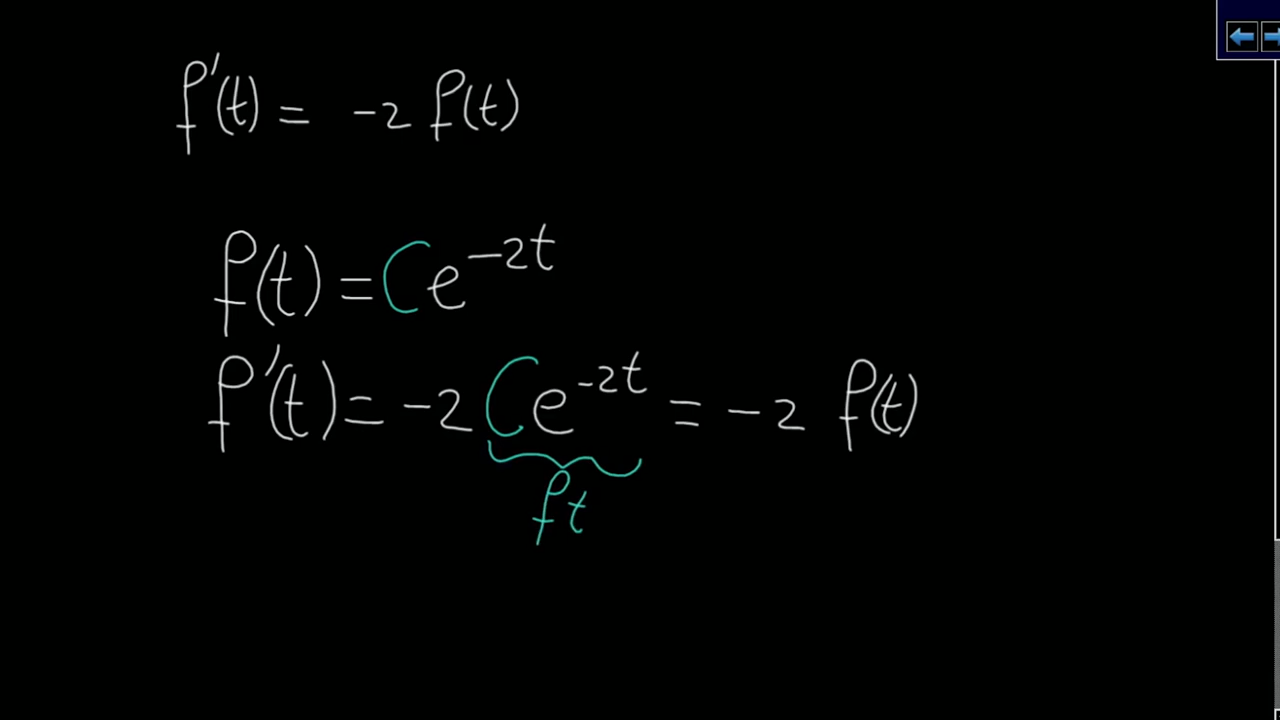 f'(t) = -2 f(t)
f(t) = Ce^{-2t}
f'(t) = -2 Ce^{-2t} = -2 f(t)
ft